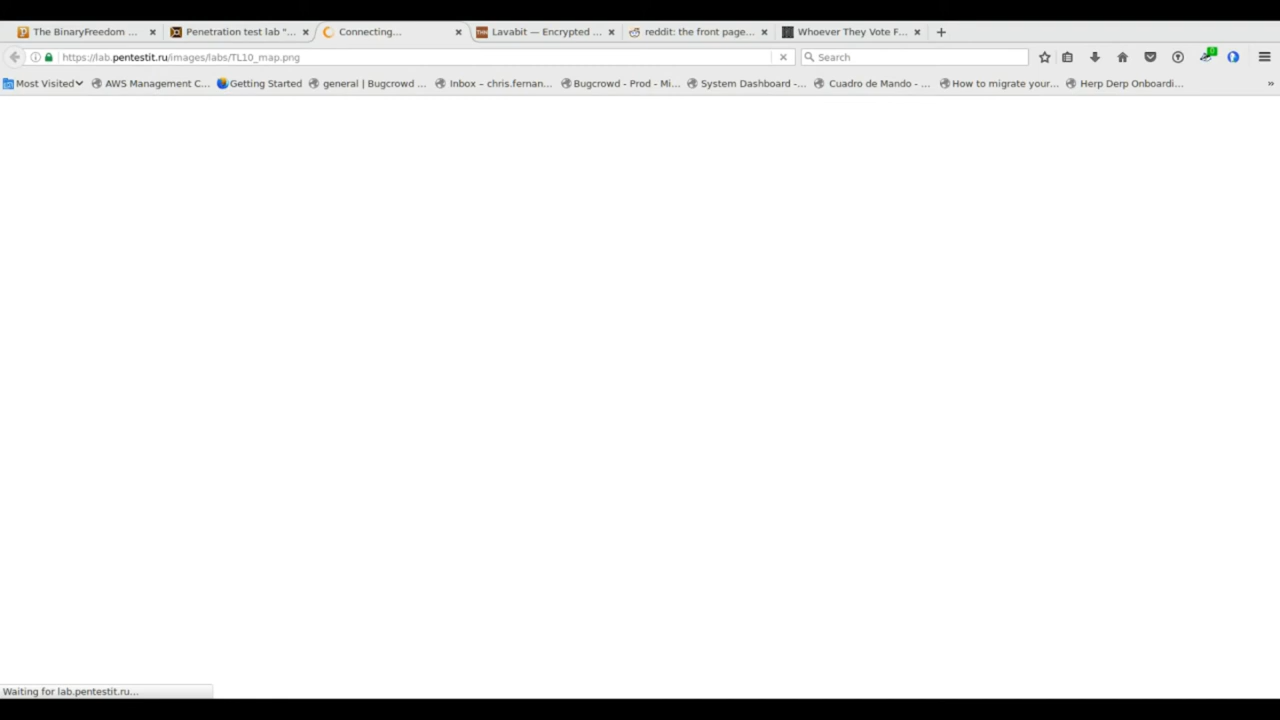 The BinaryFreedom ...
Penetration test lab "...
Connecting...
Lavabit — Encrypted ...
reddit: the front page...
Whoever They Vote F...
https://lab.pentestit.ru/images/labs/TL10_map.png
Search
0
Most Visited
AWS Management C...
Getting Started
general | Bugcrowd ...
Inbox – chris.fernan...
Bugcrowd - Prod - Mi...
System Dashboard -...
Cuadro de Mando - ...
How to migrate your...
Herp Derp Onboardi...
Waiting for lab.pentestit.ru...